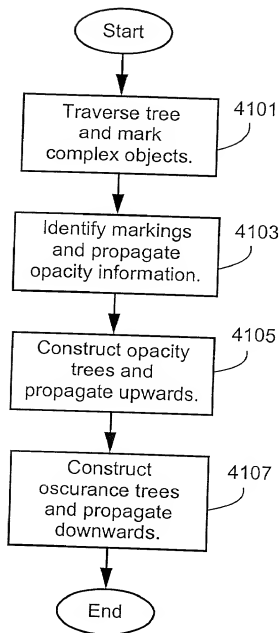 Start
Traverse tree
and mark
complex objects.
4101
Identify markings
and propagate
opacity information.
4103
Construct opacity
trees and
propagate upwards.
4105
Construct
oscurance trees
and propagate
downwards.
4107
End